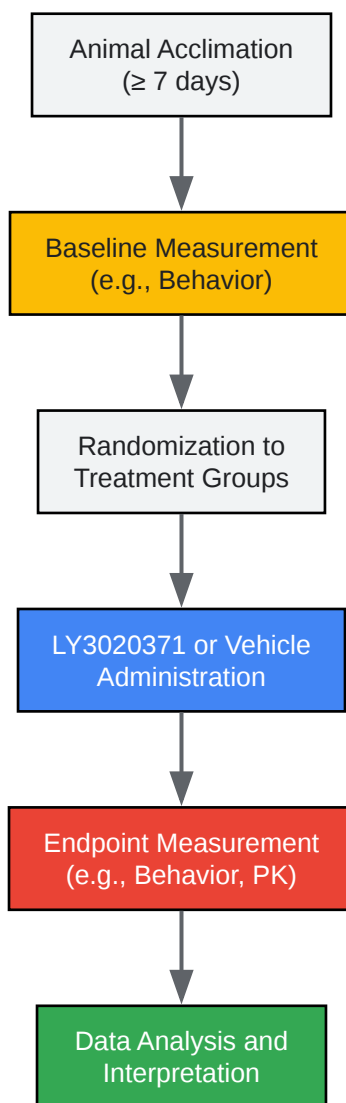 Animal Acclimation
(≥ 7 days)
Baseline Measurement
(e.g., Behavior)
Randomization to
Treatment Groups
LY3020371 or Vehicle
Administration
Endpoint Measurement
(e.g., Behavior, PK)
Data Analysis and
Interpretation